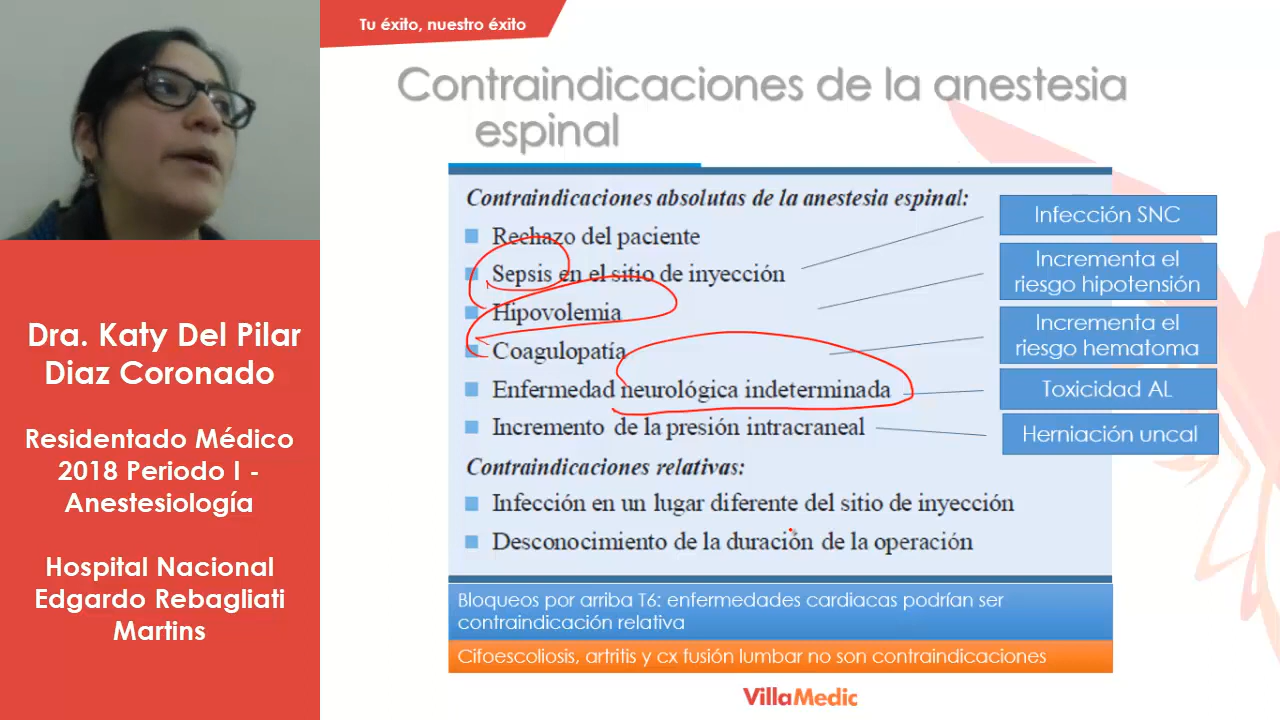 Tu éxito, nuestro éxito
Contraindicaciones de la anestesia
espinal
Contraindicaciones absolutas de la anestesia espinal:
Rechazo del paciente
Sepsis en el sitio de inyección
Hipovolemia
Coagulopatía
Enfermedad neurológica indeterminada
Incremento de la presión intracraneal
Contraindicaciones relativas:
Infección en un lugar diferente del sitio de inyección
Desconocimiento de la duración de la operación
Infección SNC
Incrementa el
riesgo hipotensión
Incrementa el
riesgo hematoma
Toxicidad AL
Herniación uncal
Bloqueos por arriba T6: enfermedades cardiacas podrían ser
contraindicación relativa
Cifoescoliosis, artritis y cx fusión lumbar no son contraindicaciones
VillaMedic
Dra. Katy Del Pilar
Diaz Coronado
Residentado Médico
2018 Periodo I -
Anestesiología
Hospital Nacional
Edgardo Rebagliati
Martins